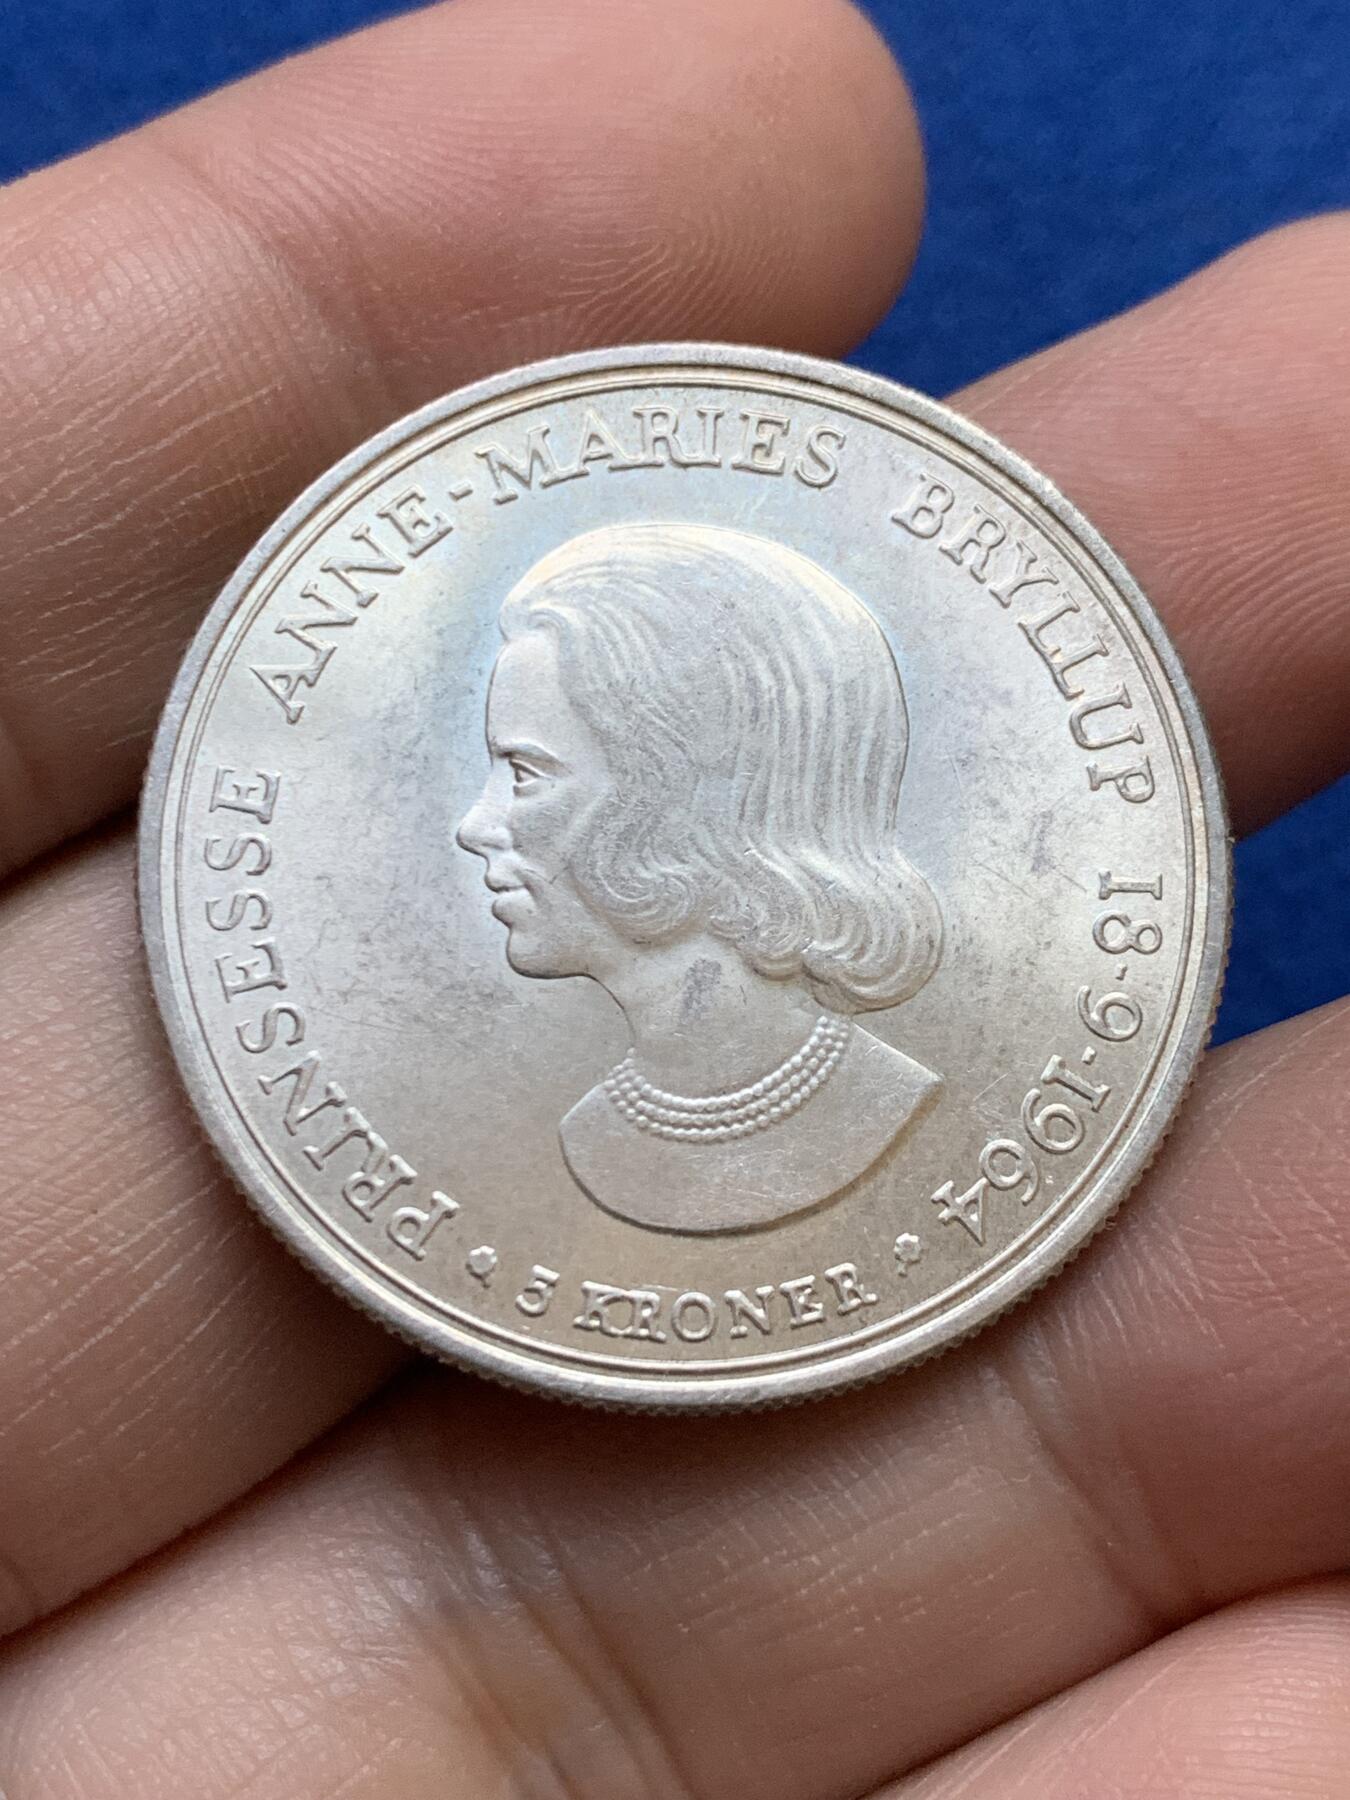 PRINSESSE ANNE-MARIES BRYLLUP 18·9·1964
5 KRONER